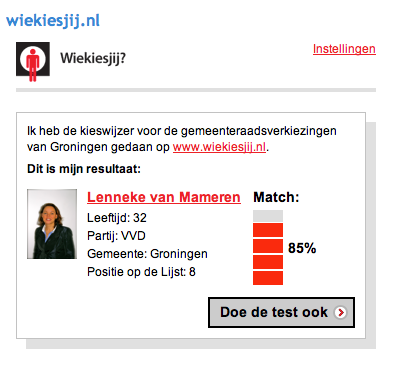 wiekiesjij.nl
Wiekiesjij?
Instellingen
Ik heb de kieswijzer voor de gemeenteraadsverkiezingen
van Groningen gedaan op www.wiekiesjij.nl.
Dit is mijn resultaat:
Lenneke van Mameren
Leeftijd: 32
Partij: VVD
Gemeente: Groningen
Positie op de Lijst: 8
Match:
85%
Doe de test ook